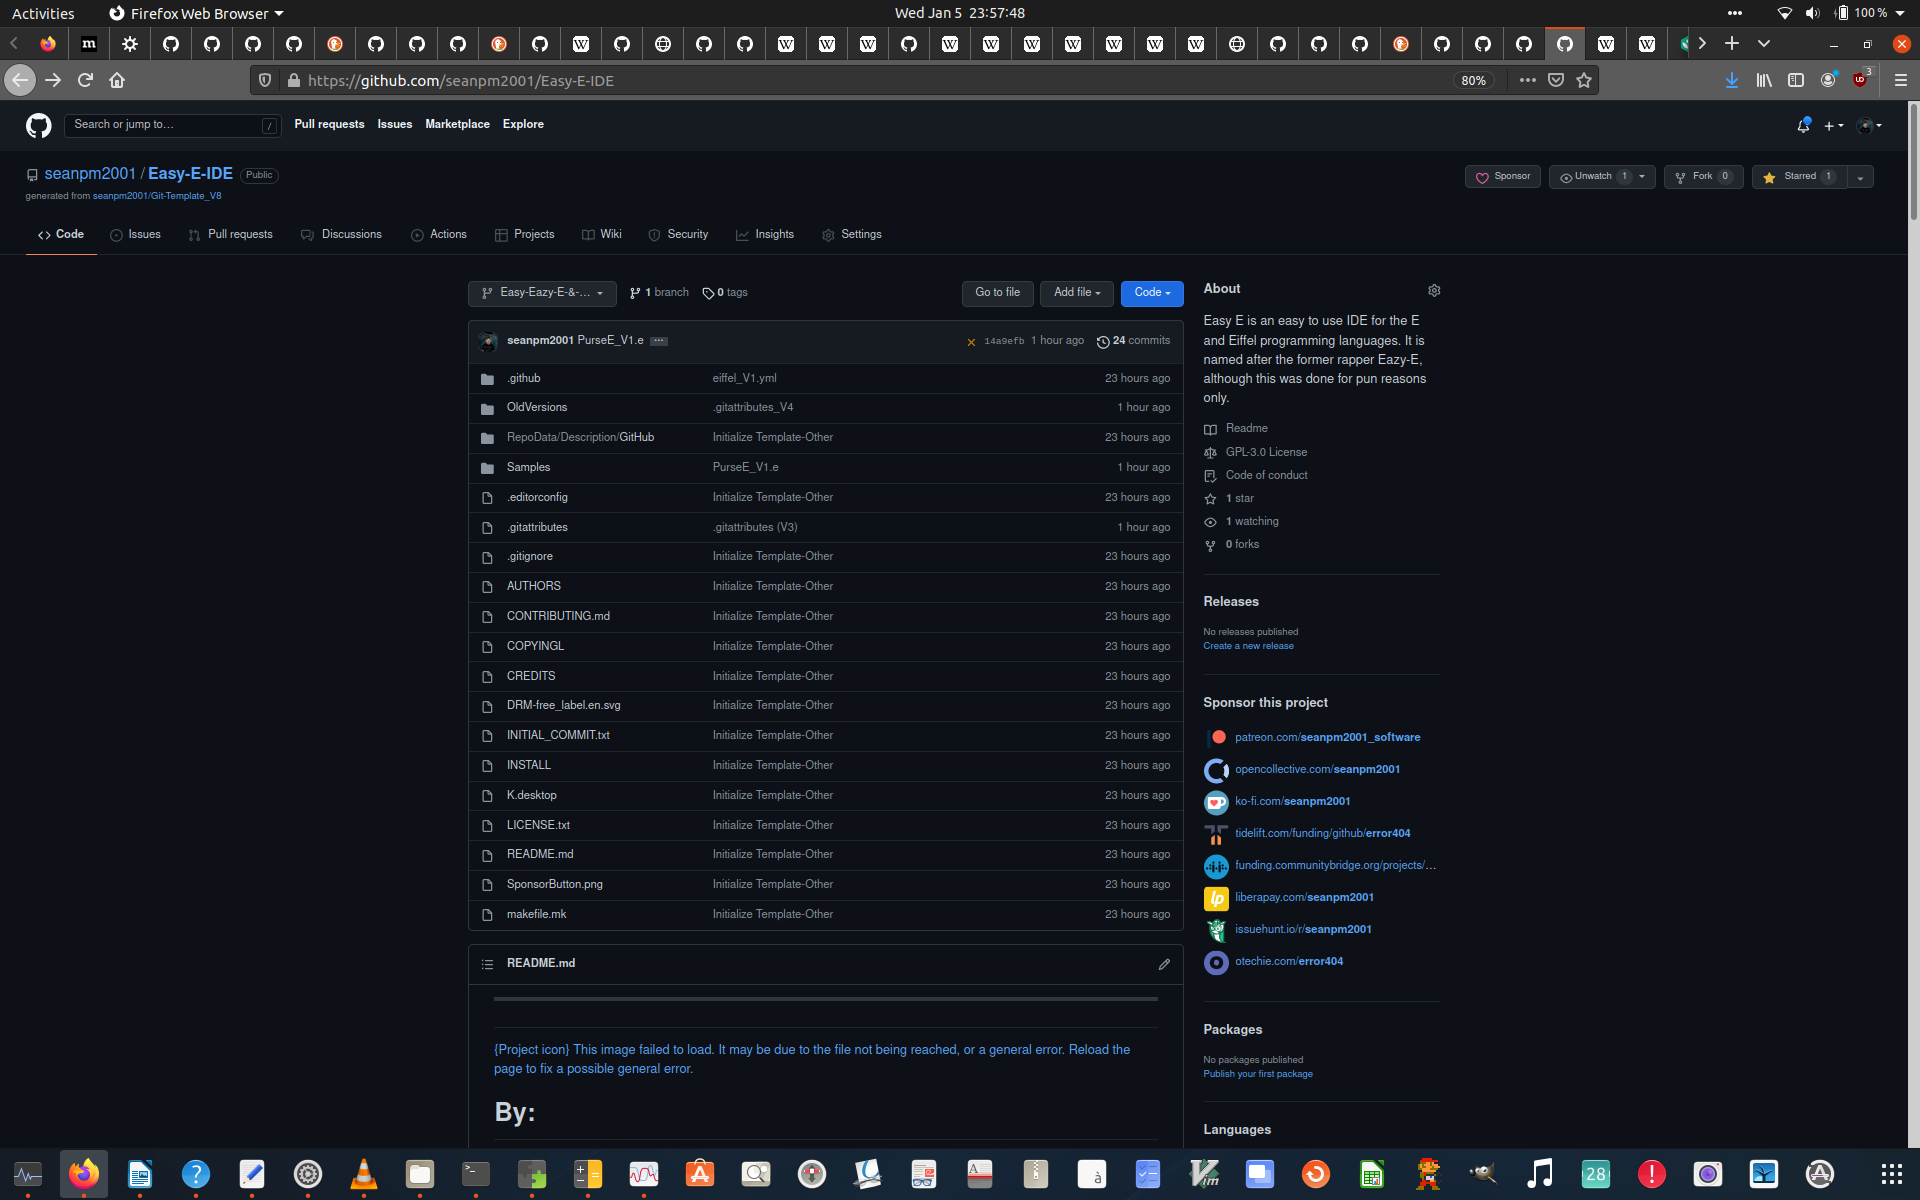 Activities
Firefox Web Browser
Wed Jan 5 23:57:48
100 %
https://github.com/seanpm2001/Easy-E-IDE
80%
3
Search or jump to…
/
Pull requests
Issues
Marketplace
Explore
seanpm2001 / Easy-E-IDE
Public
generated from seanpm2001/Git-Template_V8
Sponsor
Unwatch 1
Fork 0
Starred 1
Code
Issues
Pull requests
Discussions
Actions
Projects
Wiki
Security
Insights
Settings
Easy-Eazy-E-&-…
1 branch
0 tags
Go to file
Add file
Code
seanpm2001 PurseE_V1.e
14a9efb 1 hour ago
24 commits
.github eiffel_V1.yml 23 hours ago
OldVersions .gitattributes_V4 1 hour ago
RepoData/Description/GitHub Initialize Template-Other 23 hours ago
Samples PurseE_V1.e 1 hour ago
.editorconfig Initialize Template-Other 23 hours ago
.gitattributes .gitattributes (V3) 1 hour ago
.gitignore Initialize Template-Other 23 hours ago
AUTHORS Initialize Template-Other 23 hours ago
CONTRIBUTING.md Initialize Template-Other 23 hours ago
COPYINGL Initialize Template-Other 23 hours ago
CREDITS Initialize Template-Other 23 hours ago
DRM-free_label.en.svg Initialize Template-Other 23 hours ago
INITIAL_COMMIT.txt Initialize Template-Other 23 hours ago
INSTALL Initialize Template-Other 23 hours ago
K.desktop Initialize Template-Other 23 hours ago
LICENSE.txt Initialize Template-Other 23 hours ago
README.md Initialize Template-Other 23 hours ago
SponsorButton.png Initialize Template-Other 23 hours ago
makefile.mk Initialize Template-Other 23 hours ago
README.md
{Project icon} This image failed to load. It may be due to the file not being reached, or a general error. Reload the
page to fix a possible general error.
By:
About
Easy E is an easy to use IDE for the E
and Eiffel programming languages. It is
named after the former rapper Eazy-E,
although this was done for pun reasons
only.
Readme
GPL-3.0 License
Code of conduct
1 star
1 watching
0 forks
Releases
No releases published
Create a new release
Sponsor this project
patreon.com/seanpm2001_software
opencollective.com/seanpm2001
ko-fi.com/seanpm2001
tidelift.com/funding/github/error404
funding.communitybridge.org/projects/…
liberapay.com/seanpm2001
issuehunt.io/r/seanpm2001
otechie.com/error404
Packages
No packages published
Publish your first package
Languages
28